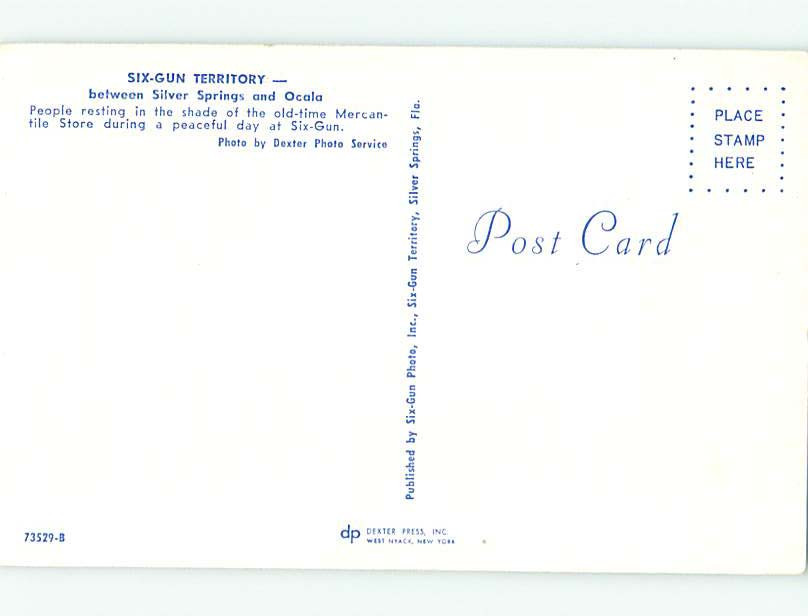 SIX-GUN TERRITORY —
between Silver Springs and Ocala
People resting in the shade of the old-time Mercan-
tile Store during a peaceful day at Six-Gun.
Photo by Dexter Photo Service
Published by Six-Gun Photo, Inc., Six-Gun Territory, Silver Springs, Fla.
PLACE
STAMP
HERE
Post Card
73529-B
dp DEXTER PRESS, INC.
WEST NYACK, NEW YORK